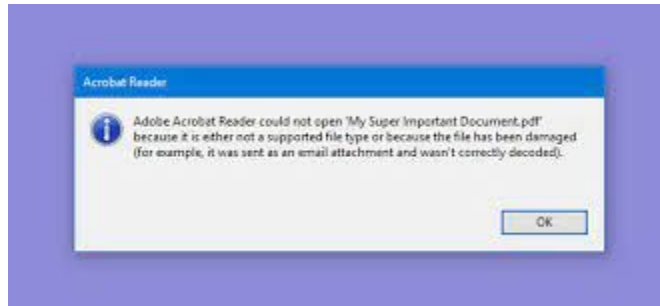 Acrobat Reader
Adobe Acrobat Reader could not open 'My Super Important Document.pdf'
because it is either not a supported file type or because the file has been damaged
(for example, it was sent as an email attachment and wasn't correctly decoded).
OK